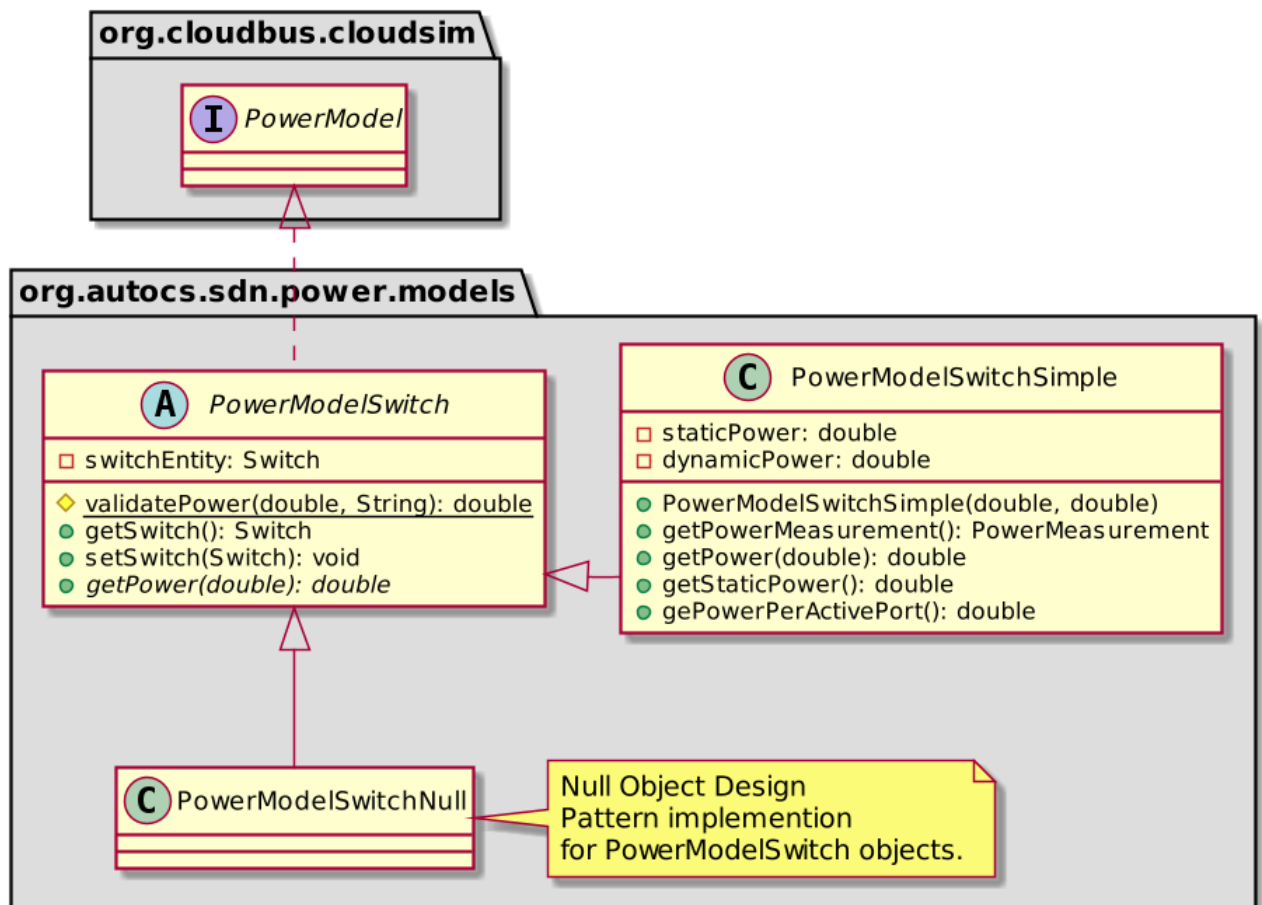 org.cloudbus.cloudsim
I PowerModel
org.autocs.sdn.power.models
A PowerModelSwitch
switchEntity: Switch
validatePower(double, String): double
getSwitch(): Switch
setSwitch(Switch): void
getPower(double): double
C PowerModelSwitchSimple
staticPower: double
dynamicPower: double
PowerModelSwitchSimple(double, double)
getPowerMeasurement(): PowerMeasurement
getPower(double): double
getStaticPower(): double
gePowerPerActivePort(): double
C PowerModelSwitchNull
Null Object Design
Pattern implemention
for PowerModelSwitch objects.